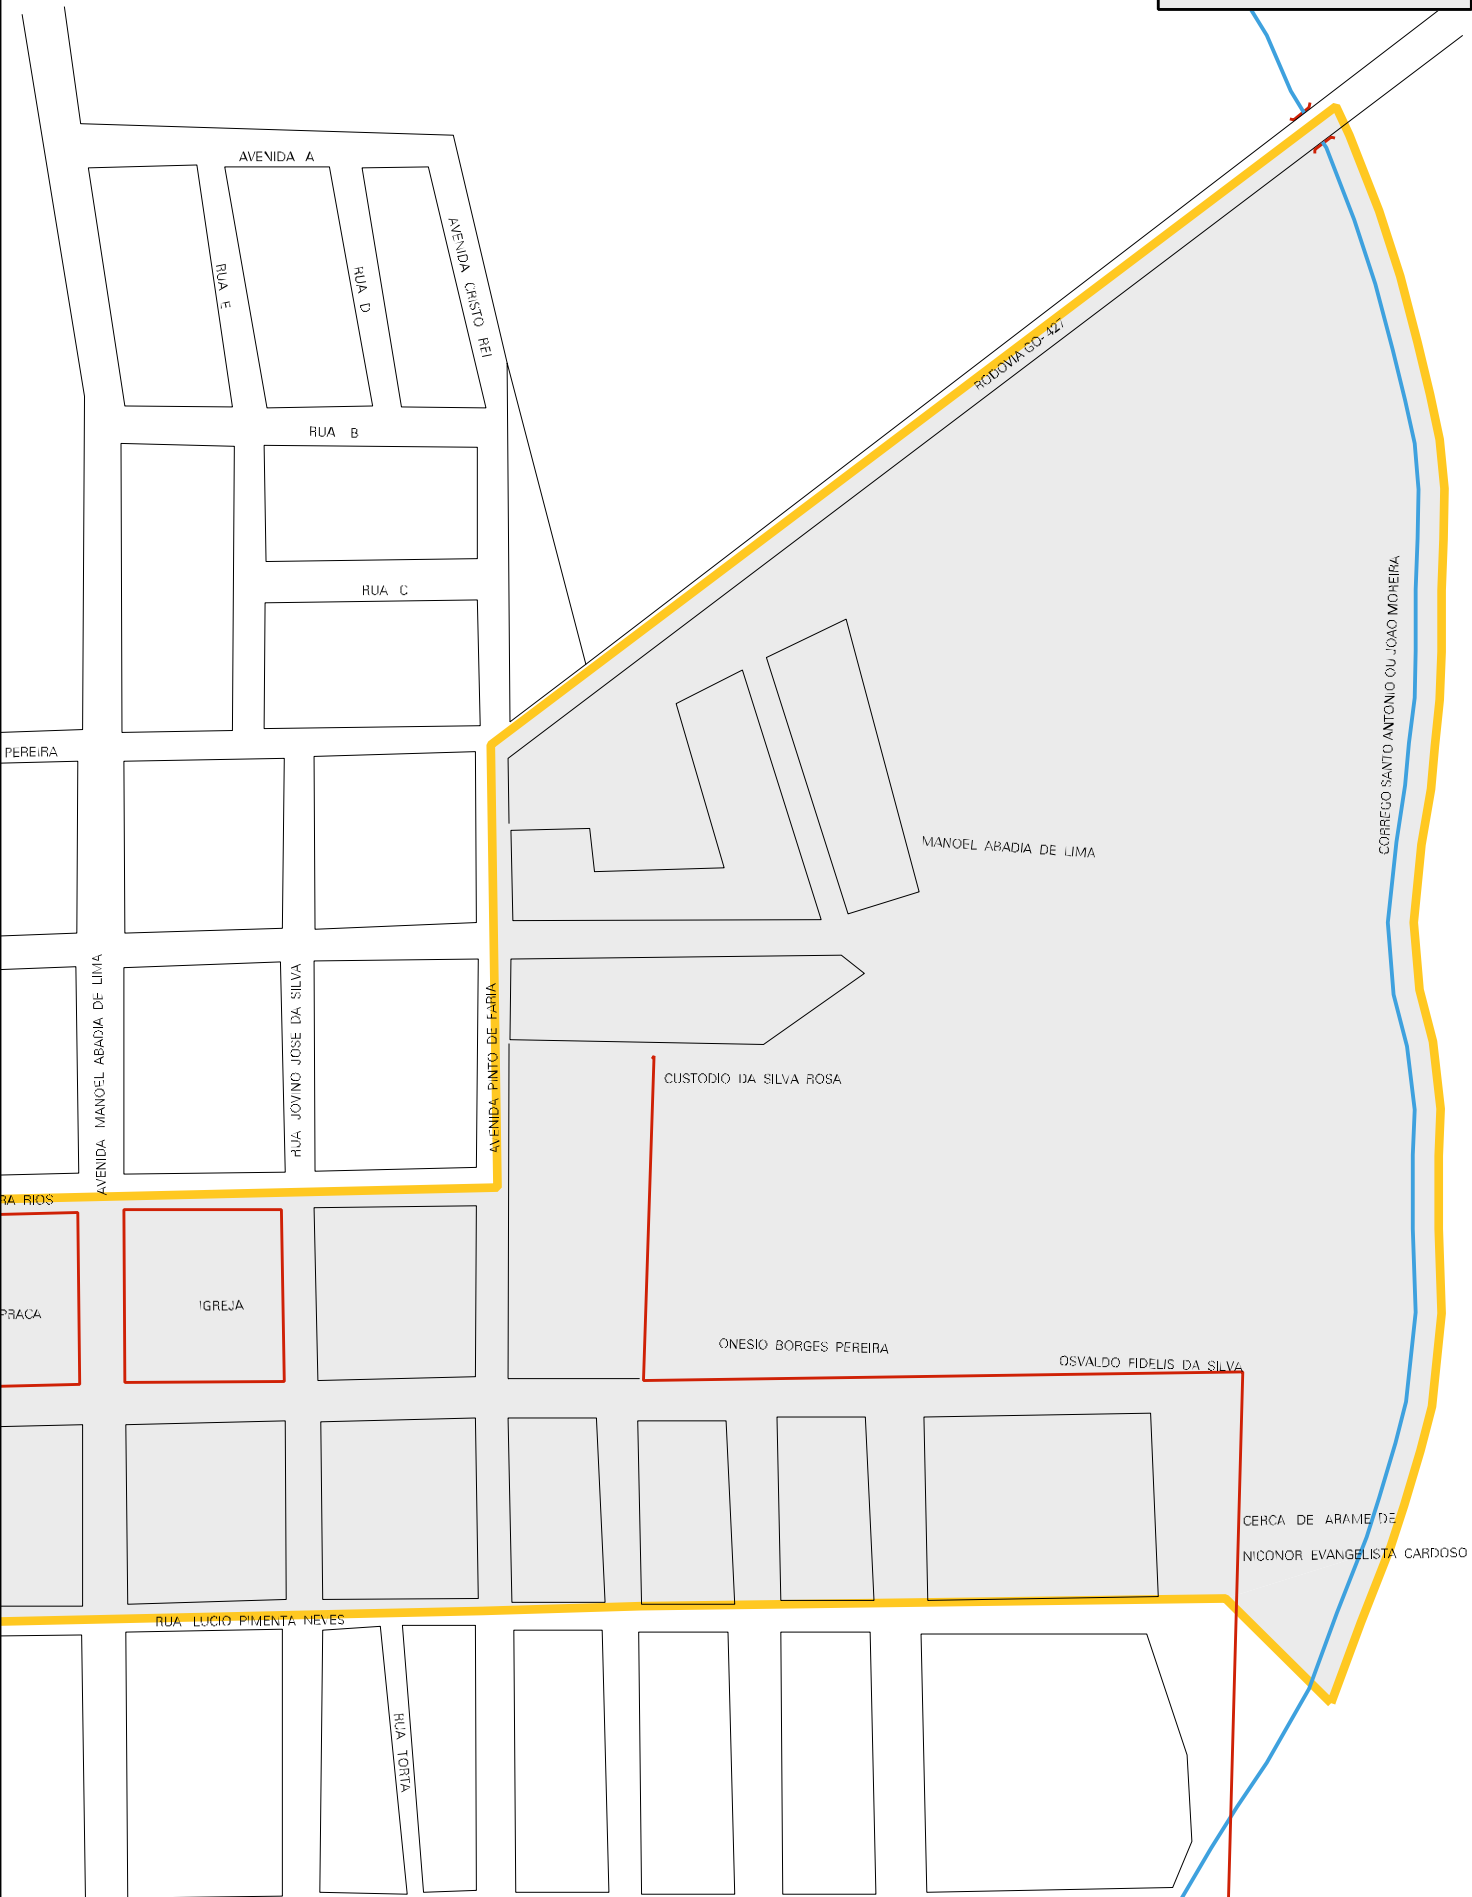 AVENIDA A
AVENIDA CRISTO REI
RUA E
RUA D
RODOVIA GO-427
RUA B
RUA C
CORREGO SANTO ANTONIO OU JOAO MOREIRA
PEREIRA
MANOEL ABADIA DE LIMA
AVENIDA MANOEL ABADIA DE LIMA
RUA JOVINO JOSE DA SILVA
AVENIDA PINTO DE FARIA
CUSTODIO DA SILVA ROSA
RA RIOS
IGREJA
PRACA
ONESIO BORGES PEREIRA
OSVALDO FIDELIS DA SILVA
CERCA DE ARAME DE
NICONOR EVANGELISTA CARDOSO
RUA LUCIO PIMENTA NEVES
RUA TORTA